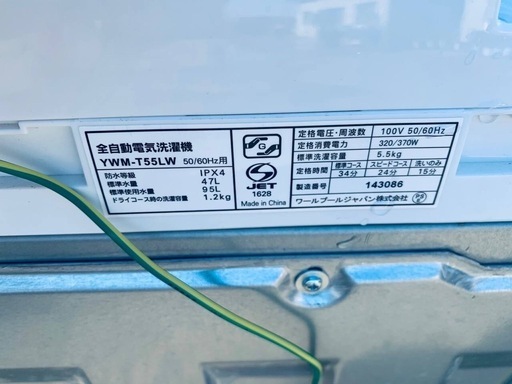 全自動電気洗濯機
YWM-T55LW 50/60Hz用
防水等級 IPX4
標準水量 47L
標準使用水量 95L
ドライコース時の洗濯容量 1.2kg
G
S
JET
1628
Made in China
定格電圧・周波数 100V 50/60Hz
定格消費電力 320/370W
標準洗濯容量 5.5kg
定格時間 標準コース スピードコース 洗いのみ
34分 24分 15分
製造番号 143086
ワールプールジャパン株式会社